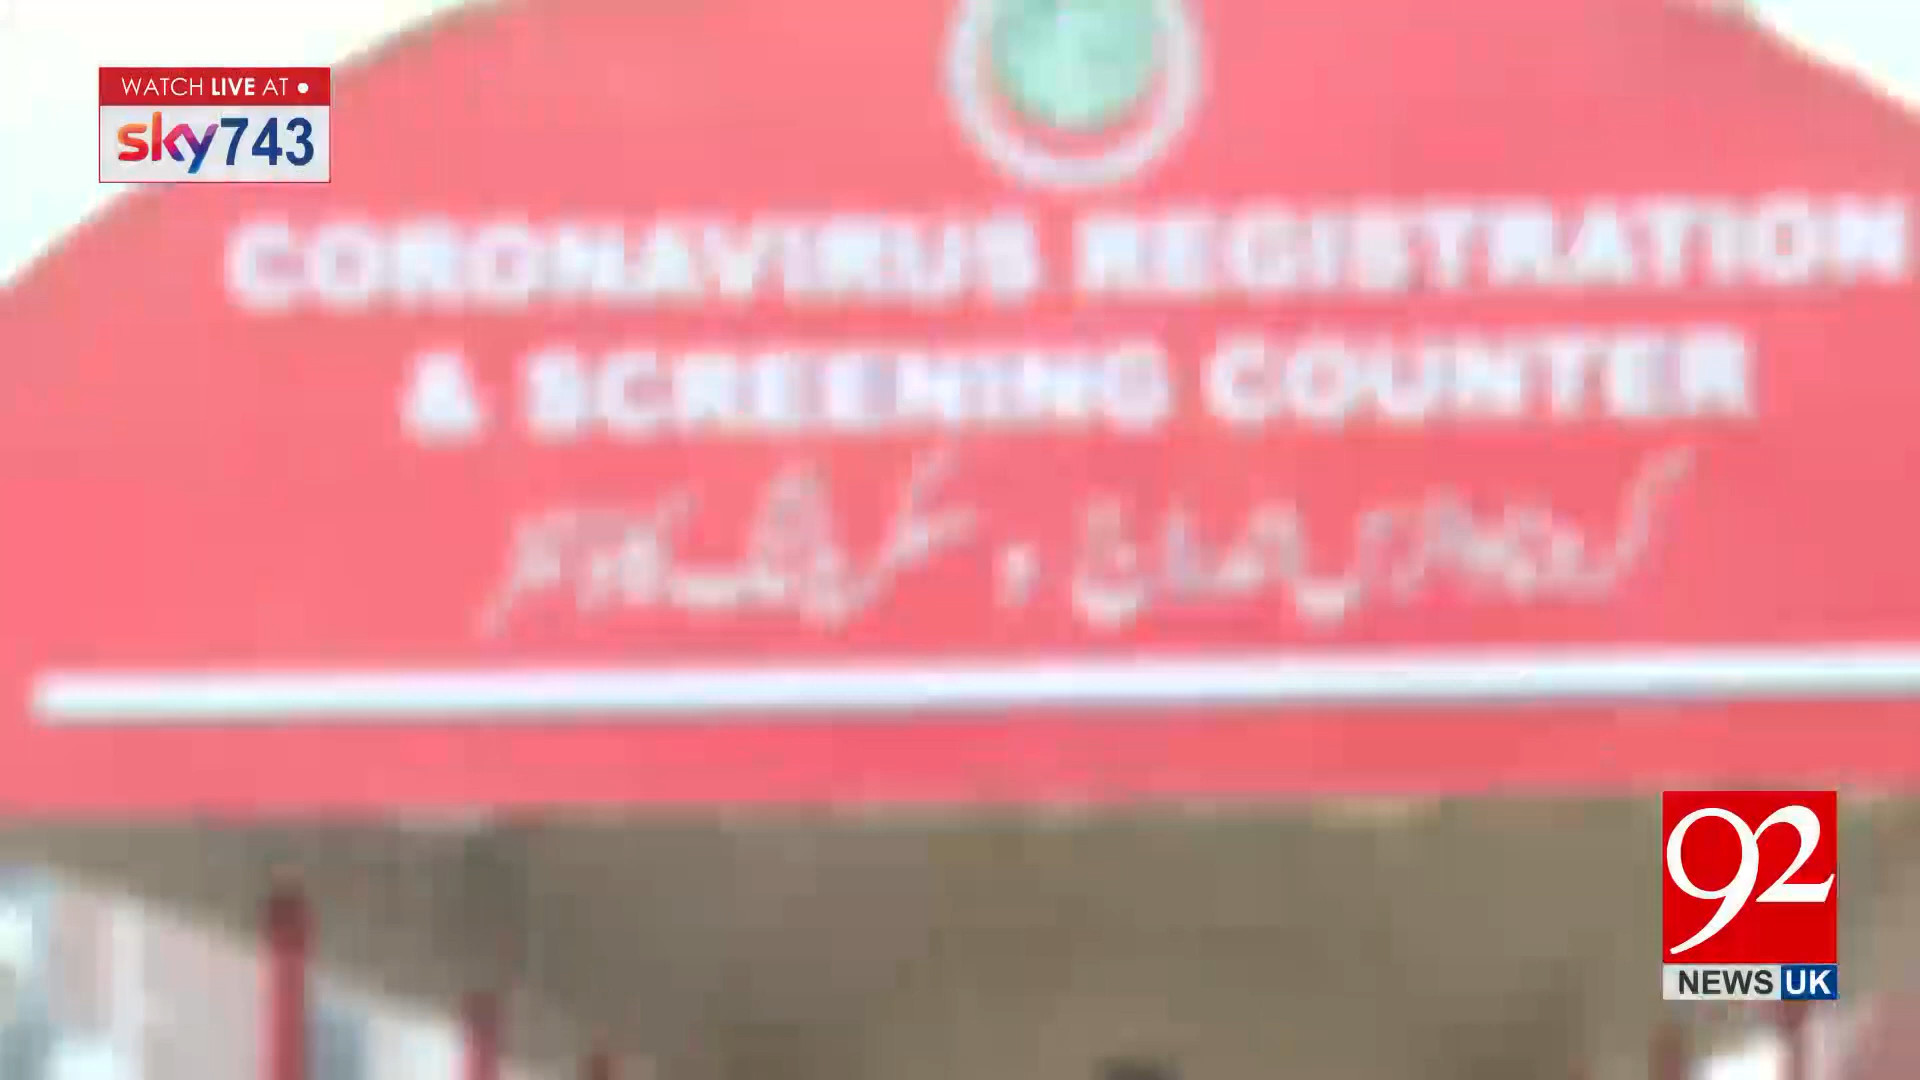 WATCH LIVE AT
sky743
CORONAVIRUS REGISTRATION
& SCREENING COUNTER
92
NEWS UK